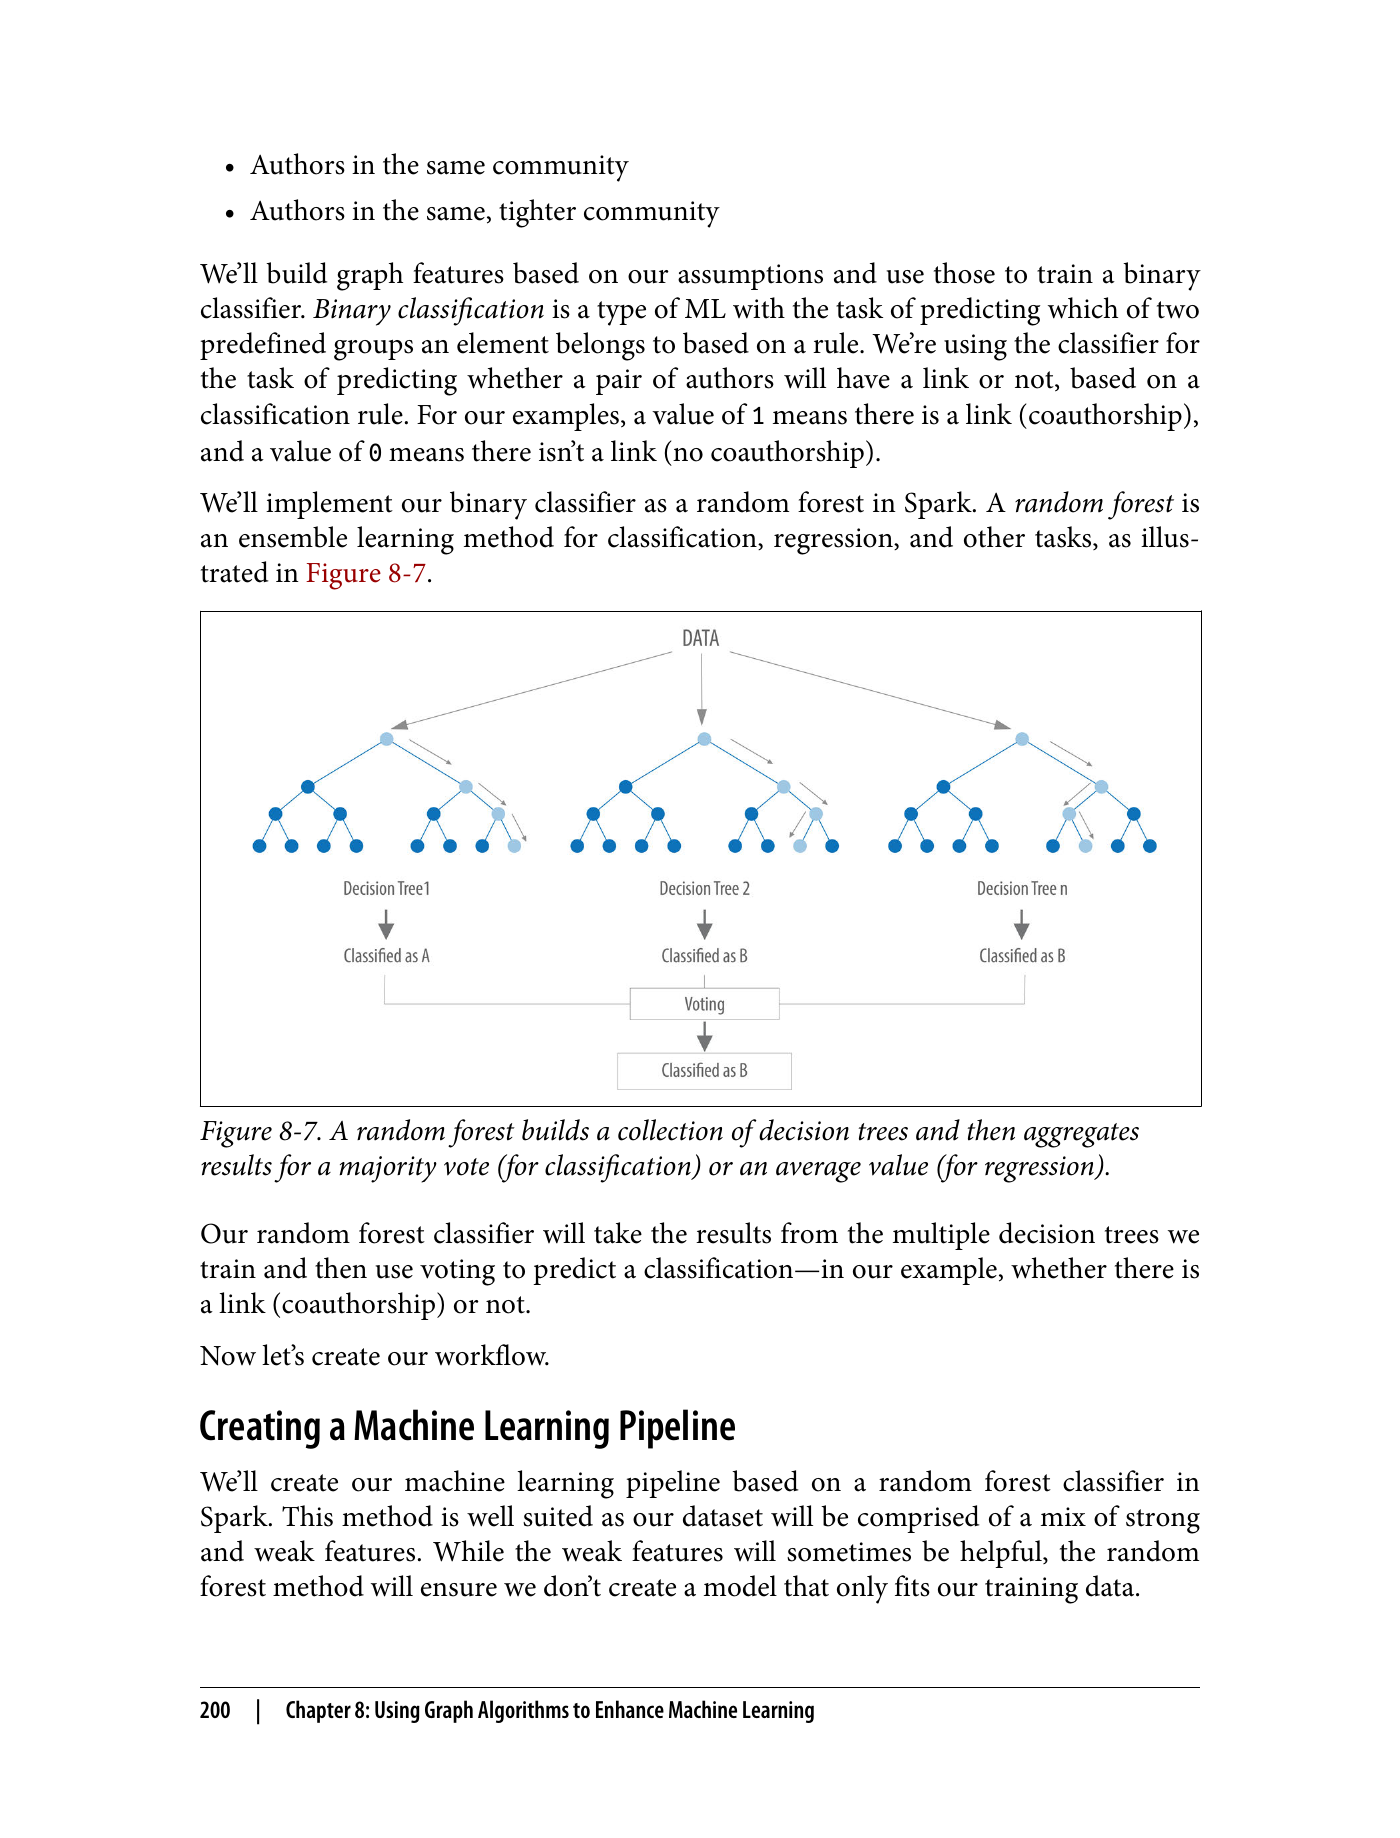 • Authors in the same community
• Authors in the same, tighter community
We’ll build graph features based on our assumptions and use those to train a binary
classifier. Binary classification is a type of ML with the task of predicting which of two
predefined groups an element belongs to based on a rule. We’re using the classifier for
the task of predicting whether a pair of authors will have a link or not, based on a
classification rule. For our examples, a value of 1 means there is a link (coauthorship),
and a value of 0 means there isn’t a link (no coauthorship).
We’ll implement our binary classifier as a random forest in Spark. A random forest is
an ensemble learning method for classification, regression, and other tasks, as illus-
trated in Figure 8-7.
DATA
Decision Tree1
Decision Tree 2
Decision Tree n
Classified as A
Classified as B
Classified as B
Voting
Classified as B
Figure 8-7. A random forest builds a collection of decision trees and then aggregates
results for a majority vote (for classification) or an average value (for regression).
Our random forest classifier will take the results from the multiple decision trees we
train and then use voting to predict a classification—in our example, whether there is
a link (coauthorship) or not.
Now let’s create our workflow.
Creating a Machine Learning Pipeline
We’ll create our machine learning pipeline based on a random forest classifier in
Spark. This method is well suited as our dataset will be comprised of a mix of strong
and weak features. While the weak features will sometimes be helpful, the random
forest method will ensure we don’t create a model that only fits our training data.
200 | Chapter 8: Using Graph Algorithms to Enhance Machine Learning